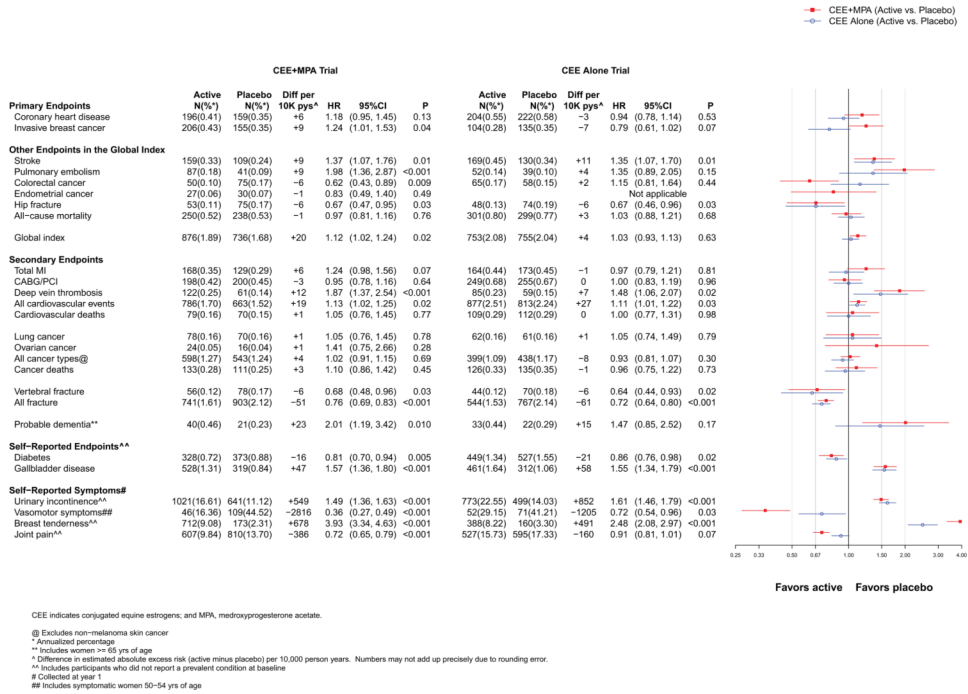 CEE+MPA (Active vs. Placebo)
CEE Alone (Active vs. Placebo)
CEE+MPA Trial CEE Alone Trial
Active Placebo Diff per Active Placebo Diff per
Primary Endpoints N(%*) N(%*) 10K pys^ HR 95%CI P N(%*) N(%*) 10K pys^ HR 95%CI P
Coronary heart disease 196(0.41) 159(0.35) +6 1.18 (0.95, 1.45) 0.13 204(0.55) 222(0.58) −3 0.94 (0.78, 1.14) 0.53
Invasive breast cancer 206(0.43) 155(0.35) +9 1.24 (1.01, 1.53) 0.04 104(0.28) 135(0.35) −7 0.79 (0.61, 1.02) 0.07
Other Endpoints in the Global Index
Stroke 159(0.33) 109(0.24) +9 1.37 (1.07, 1.76) 0.01 169(0.45) 130(0.34) +11 1.35 (1.07, 1.70) 0.01
Pulmonary embolism 87(0.18) 41(0.09) +9 1.98 (1.36, 2.87) <0.001 52(0.14) 39(0.10) +4 1.35 (0.89, 2.05) 0.15
Colorectal cancer 50(0.10) 75(0.17) −6 0.62 (0.43, 0.89) 0.009 65(0.17) 58(0.15) +2 1.15 (0.81, 1.64) 0.44
Endometrial cancer 27(0.06) 30(0.07) −1 0.83 (0.49, 1.40) 0.49 Not applicable
Hip fracture 53(0.11) 75(0.17) −6 0.67 (0.47, 0.95) 0.03 48(0.13) 74(0.19) −6 0.67 (0.46, 0.96) 0.03
All−cause mortality 250(0.52) 238(0.53) −1 0.97 (0.81, 1.16) 0.76 301(0.80) 299(0.77) +3 1.03 (0.88, 1.21) 0.68
Global index 876(1.89) 736(1.68) +20 1.12 (1.02, 1.24) 0.02 753(2.08) 755(2.04) +4 1.03 (0.93, 1.13) 0.63
Secondary Endpoints
Total MI 168(0.35) 129(0.29) +6 1.24 (0.98, 1.56) 0.07 164(0.44) 173(0.45) −1 0.97 (0.79, 1.21) 0.81
CABG/PCI 198(0.42) 200(0.45) −3 0.95 (0.78, 1.16) 0.64 249(0.68) 255(0.67) 0 1.00 (0.83, 1.19) 0.96
Deep vein thrombosis 122(0.25) 61(0.14) +12 1.87 (1.37, 2.54) <0.001 85(0.23) 59(0.15) +7 1.48 (1.06, 2.07) 0.02
All cardiovascular events 786(1.70) 663(1.52) +19 1.13 (1.02, 1.25) 0.02 877(2.51) 813(2.24) +27 1.11 (1.01, 1.22) 0.03
Cardiovascular deaths 79(0.16) 70(0.15) +1 1.05 (0.76, 1.45) 0.77 109(0.29) 112(0.29) 0 1.00 (0.77, 1.31) 0.98
Lung cancer 78(0.16) 70(0.16) +1 1.05 (0.76, 1.45) 0.78 62(0.16) 61(0.16) +1 1.05 (0.74, 1.49) 0.79
Ovarian cancer 24(0.05) 16(0.04) +1 1.41 (0.75, 2.66) 0.28
All cancer types@ 598(1.27) 543(1.24) +4 1.02 (0.91, 1.15) 0.69 399(1.09) 438(1.17) −8 0.93 (0.81, 1.07) 0.30
Cancer deaths 133(0.28) 111(0.25) +3 1.10 (0.86, 1.42) 0.45 126(0.33) 135(0.35) −1 0.96 (0.75, 1.22) 0.73
Vertebral fracture 56(0.12) 78(0.17) −6 0.68 (0.48, 0.96) 0.03 44(0.12) 70(0.18) −6 0.64 (0.44, 0.93) 0.02
All fracture 741(1.61) 903(2.12) −51 0.76 (0.69, 0.83) <0.001 544(1.53) 767(2.14) −61 0.72 (0.64, 0.80) <0.001
Probable dementia** 40(0.46) 21(0.23) +23 2.01 (1.19, 3.42) 0.010 33(0.44) 22(0.29) +15 1.47 (0.85, 2.52) 0.17
Self−Reported Endpoints^^
Diabetes 328(0.72) 373(0.88) −16 0.81 (0.70, 0.94) 0.005 449(1.34) 527(1.55) −21 0.86 (0.76, 0.98) 0.02
Gallbladder disease 528(1.31) 319(0.84) +47 1.57 (1.36, 1.80) <0.001 461(1.64) 312(1.06) +58 1.55 (1.34, 1.79) <0.001
Self−Reported Symptoms#
Urinary incontinence^^ 1021(16.61) 641(11.12) +549 1.49 (1.36, 1.63) <0.001 773(22.55) 499(14.03) +852 1.61 (1.46, 1.79) <0.001
Vasomotor symptoms## 46(16.36) 109(44.52) −2816 0.36 (0.27, 0.49) <0.001 52(29.15) 71(41.21) −1205 0.72 (0.54, 0.96) 0.03
Breast tenderness^^ 712(9.08) 173(2.31) +678 3.93 (3.34, 4.63) <0.001 388(8.22) 160(3.30) +491 2.48 (2.08, 2.97) <0.001
Joint pain^^ 607(9.84) 810(13.70) −386 0.72 (0.65, 0.79) <0.001 527(15.73) 595(17.33) −160 0.91 (0.81, 1.01) 0.07
0.25 0.33 0.50 0.67 1.00 1.50 2.00 3.00 4.00
Favors active Favors placebo
CEE indicates conjugated equine estrogens; and MPA, medroxyprogesterone acetate.
@ Excludes non−melanoma skin cancer
* Annualized percentage
** Includes women >= 65 yrs of age
^ Difference in estimated absolute excess risk (active minus placebo) per 10,000 person years. Numbers may not add up precisely due to rounding error.
^^ Includes participants who did not report a prevalent condition at baseline
# Collected at year 1
## Includes symptomatic women 50−54 yrs of age